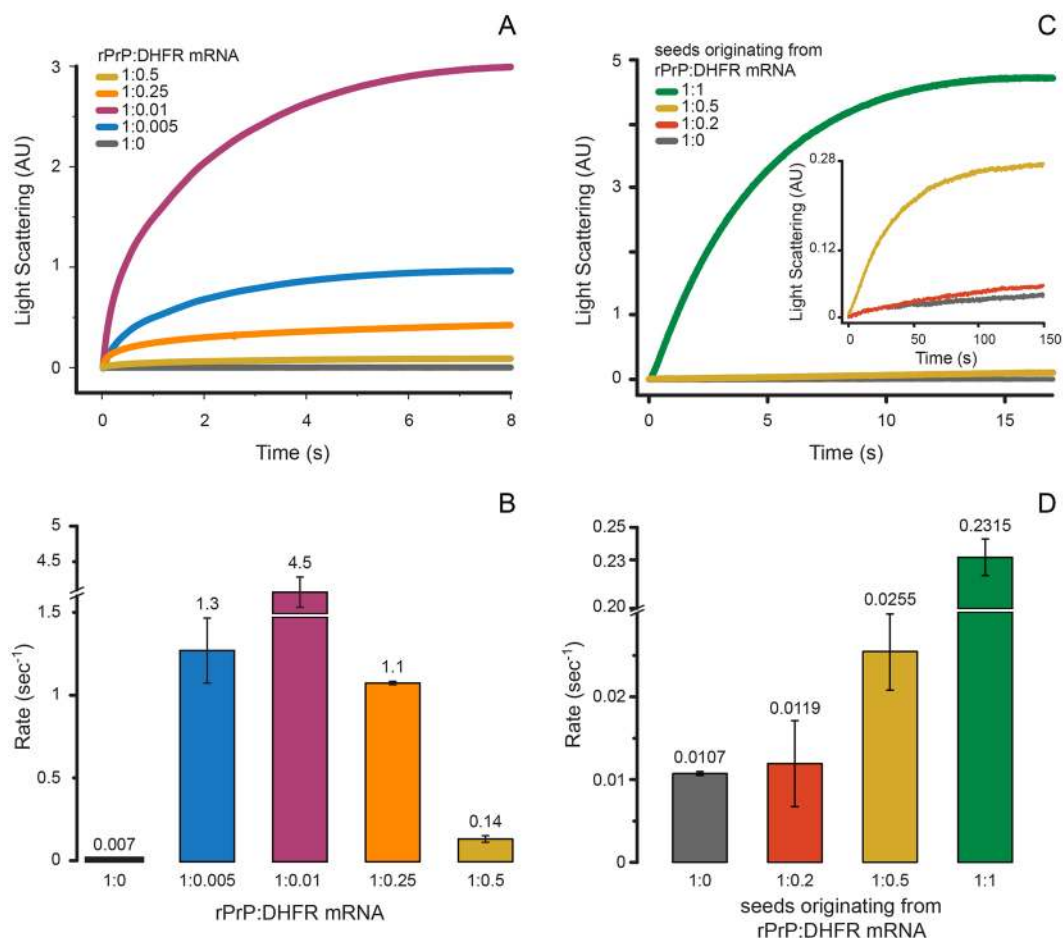 A
rPrP:DHFR mRNA
1:0.5
1:0.25
1:0.01
1:0.005
1:0
Light Scattering (AU)
3
2
1
0
0 2 4 6 8
Time (s)
C
seeds originating from
rPrP:DHFR mRNA
1:1
1:0.5
1:0.2
1:0
Light Scattering (AU)
5
4
2
1
0
0 5 10 15
Time (s)
Light Scattering (AU)
0.28
0.12
0
0 50 100 150
Time (s)
B
Rate (sec⁻¹)
5
4.5
1.5
1
0.5
0
0.007
1.3
4.5
1.1
0.14
1:0 1:0.005 1:0.01 1:0.25 1:0.5
rPrP:DHFR mRNA
D
Rate (sec⁻¹)
0.25
0.23
0.20
0.02
0.01
0
0.0107
0.0119
0.0255
0.2315
1:0 1:0.2 1:0.5 1:1
seeds originating from
rPrP:DHFR mRNA